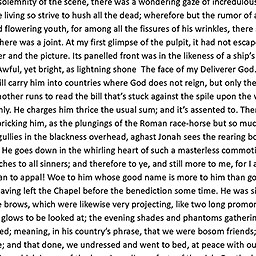 solemnity of the scene, there was a wondering gaze of incredulous
e living so strive to hush all the dead; wherefore but the rumor of a
d flowering youth, for among all the fissures of his wrinkles, there
here was a joint. At my first glimpse of the pulpit, it had not escape
er and the picture. Its panelled front was in the likeness of a ship's
Awful, yet bright, as lightning shone  The face of my Deliverer God.
ill carry him into countries where God does not reign, but only the
nother runs to read the bill that's stuck against the spile upon the w
nly. He charges him thrice the usual sum; and it's assented to. Then
pricking him, as the plungings of the Roman race-horse but so much
gullies in the blackness overhead, aghast Jonah sees the rearing bo
He goes down in the whirling heart of such a masterless commoti
ches to all sinners; and therefore to ye, and still more to me, for I a
an to appal! Woe to him whose good name is more to him than go
aving left the Chapel before the benediction some time. He was si
e brows, which were likewise very projecting, like two long promon
glows to be looked at; the evening shades and phantoms gatherin
ed; meaning, in his country's phrase, that we were bosom friends;
e; and that done, we undressed and went to bed, at peace with ou